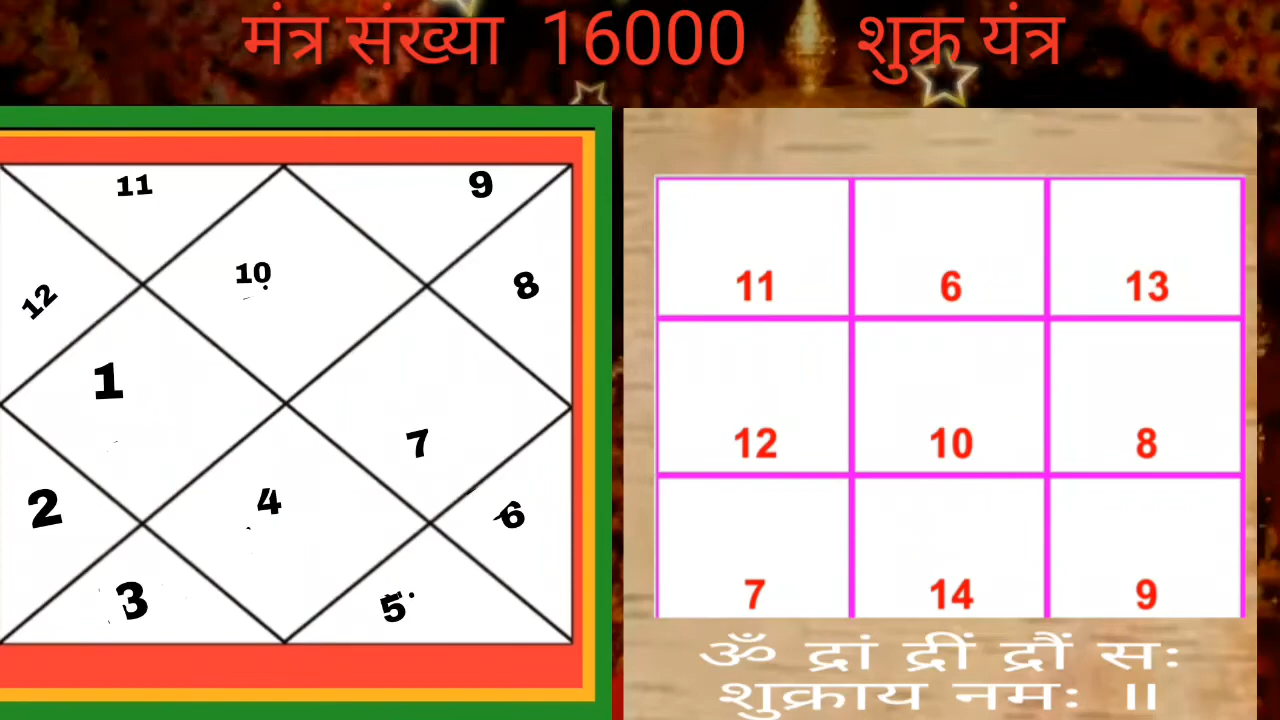 मंत्र संख्या 16000 शुक्र यंत्र
11 9
10
12 8
1
7
2 4 6
3 5
11 6 13
12 10 8
7 14 9
ॐ द्रां द्रीं द्रौं सः
शुक्राय नमः ॥